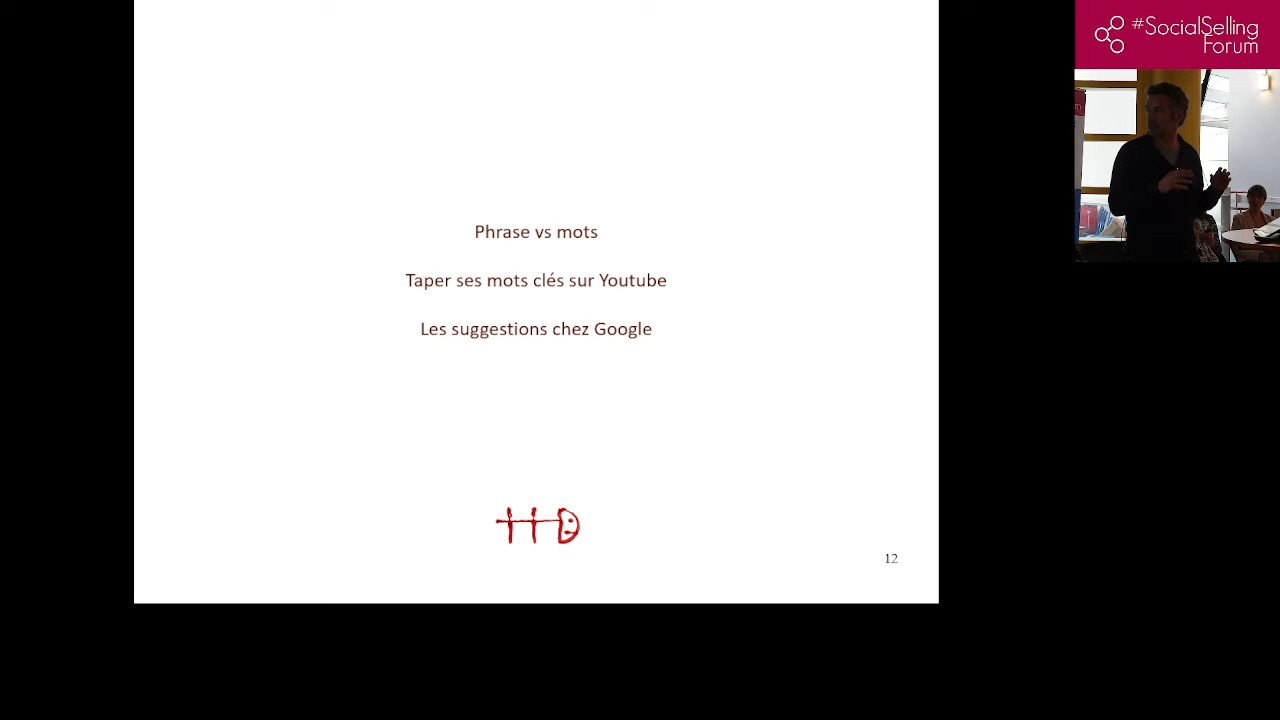 #SocialSelling
Forum
Phrase vs mots
Taper ses mots clés sur Youtube
Les suggestions chez Google
12